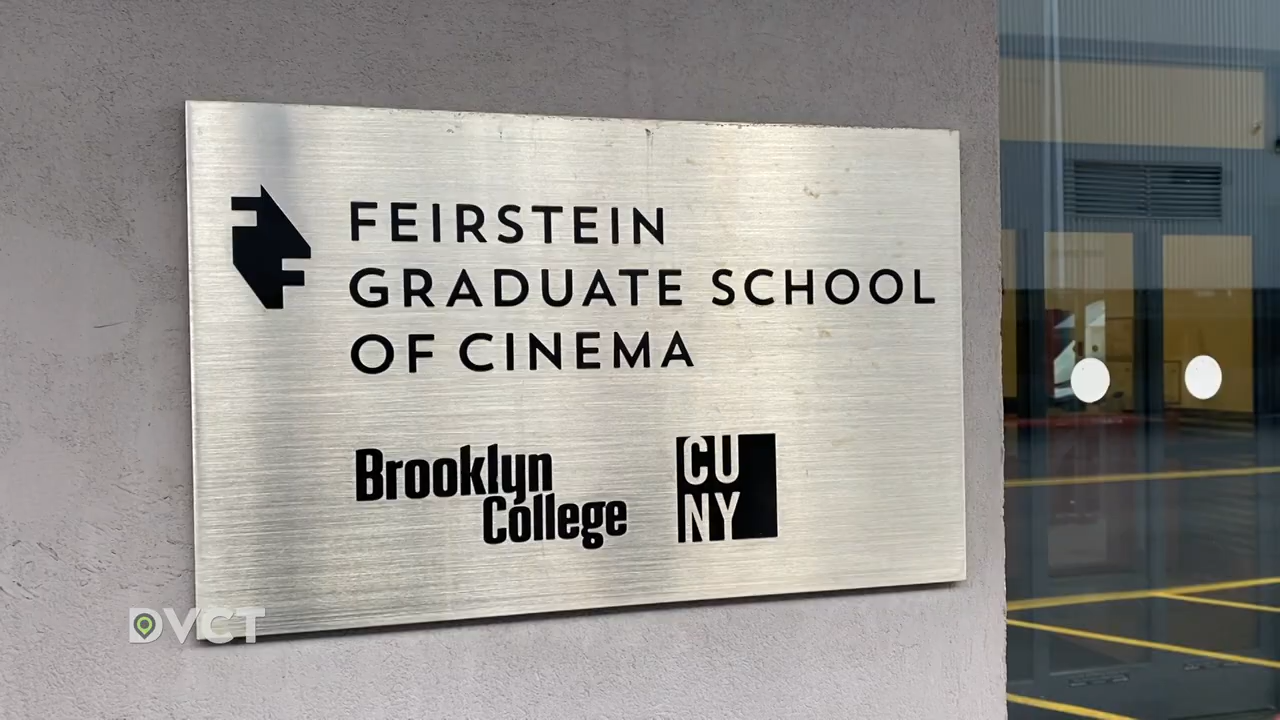 FEIRSTEIN
GRADUATE SCHOOL
OF CINEMA
Brooklyn
College
CU
NY
DVCT